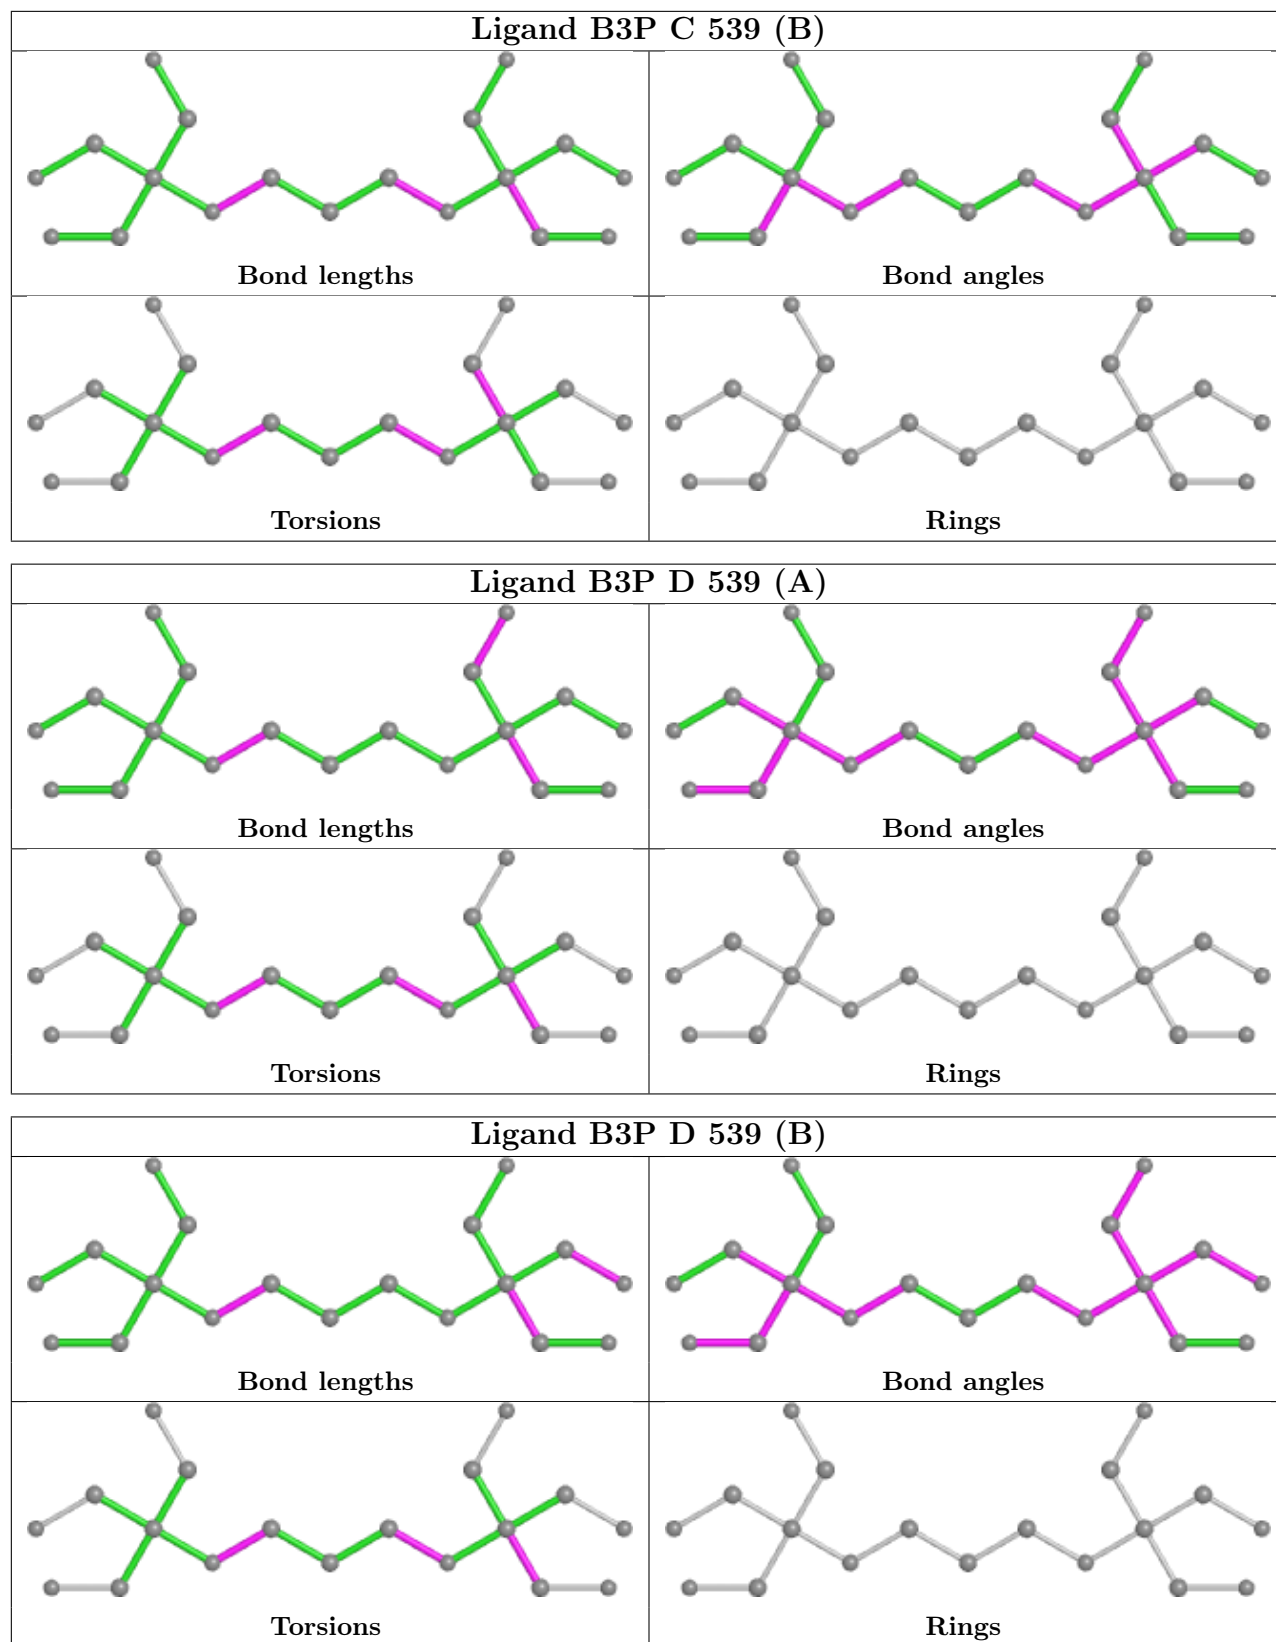 Ligand B3P C 539 (B)
Bond lengths
Bond angles
Torsions
Rings
Ligand B3P D 539 (A)
Bond lengths
Bond angles
Torsions
Rings
Ligand B3P D 539 (B)
Bond lengths
Bond angles
Torsions
Rings